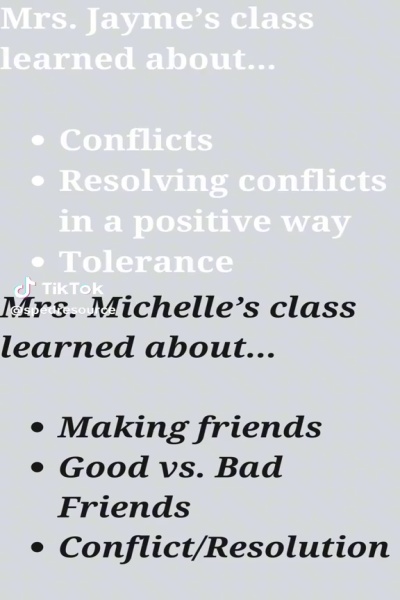 Mrs. Jayme’s class
learned about...
• Conflicts
• Resolving conflicts
in a positive way
• Tolerance
TikTok
@spedresource
Mrs. Michelle’s class
learned about...
• Making friends
• Good vs. Bad
Friends
• Conflict/Resolution